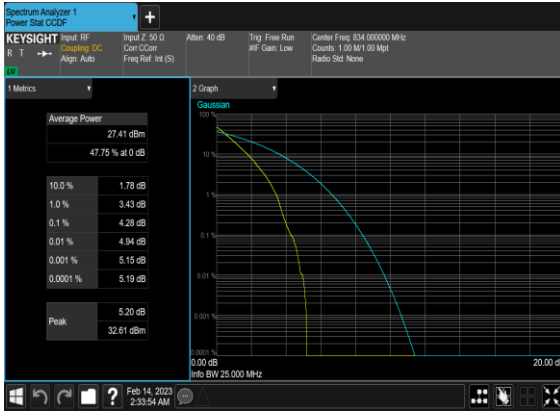 Spectrum Analyzer 1
Power Stat CCDF
+
KEYSIGHT
R T
LXI
Input: RF
Coupling: DC
Align: Auto
Input Z: 50 Ω
Corr CCorr
Freq Ref: Int (S)
Atten: 40 dB
Trig: Free Run
#IF Gain: Low
Center Freq: 834.000000 MHz
Counts: 1.00 M/1.00 Mpt
Radio Std: None
1 Metrics
Average Power
27.41 dBm
47.75 % at 0 dB
10.0 % 1.78 dB
1.0 % 3.43 dB
0.1 % 4.28 dB
0.01 % 4.94 dB
0.001 % 5.15 dB
0.0001 % 5.19 dB
Peak
5.20 dB
32.61 dBm
2 Graph
Gaussian
100 %
10 %
1 %
0.1 %
0.01 %
0.001 %
0.0001 %
0.00 dB
20.00 d
Info BW 25.000 MHz
?
Feb 14, 2023
2:33:54 AM